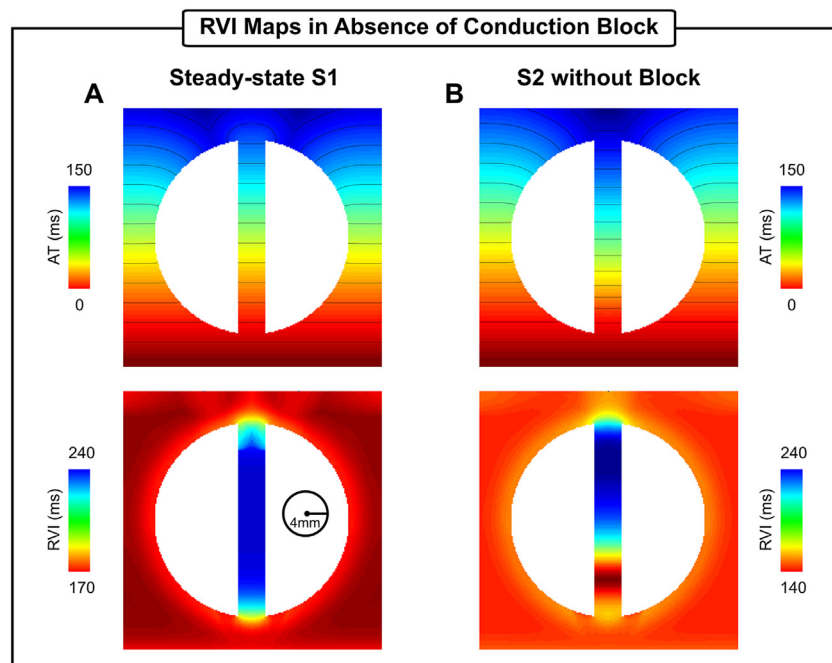 RVI Maps in Absence of Conduction Block
Steady-state S1
S2 without Block
A
B
150
AT (ms)
0
150
AT (ms)
0
240
RVI (ms)
170
4mm
240
RVI (ms)
140